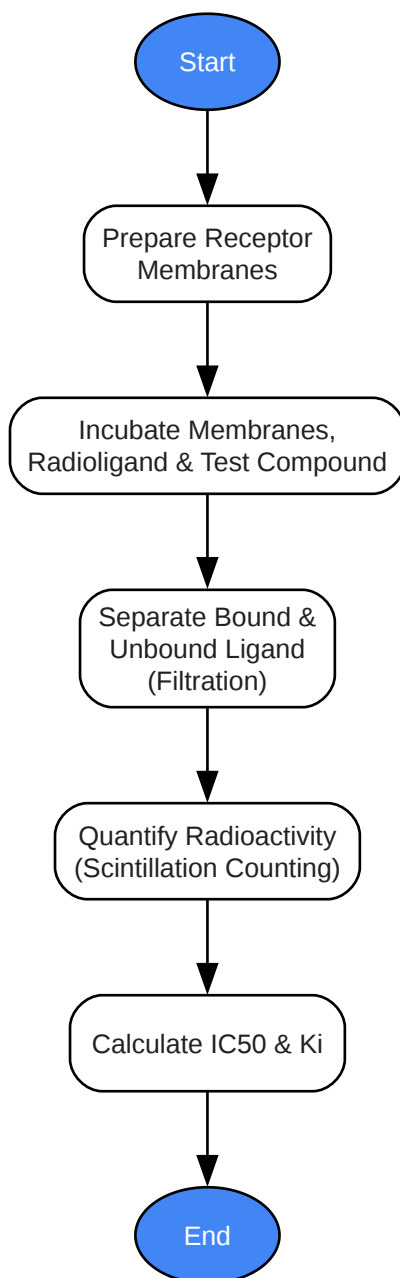 Start
Prepare Receptor
Membranes
Incubate Membranes,
Radioligand & Test Compound
Separate Bound &
Unbound Ligand
(Filtration)
Quantify Radioactivity
(Scintillation Counting)
Calculate IC50 & Ki
End